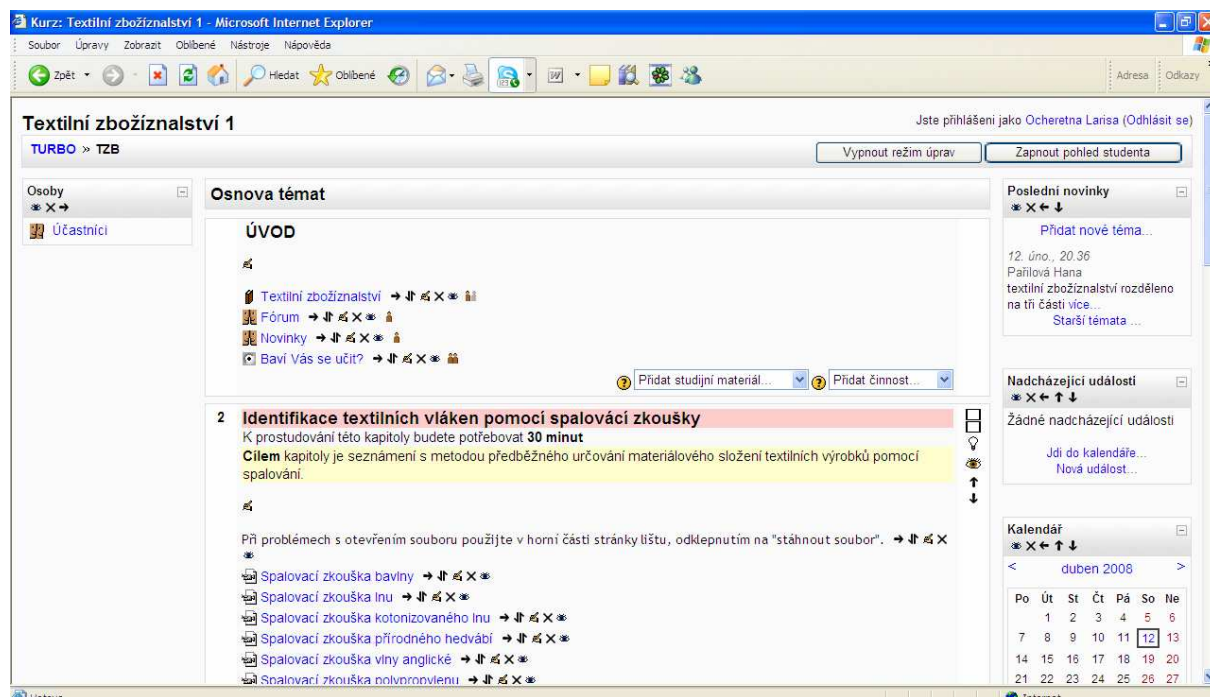 Kurz: Textilní zbožíznalství 1 - Microsoft Internet Explorer
Soubor Úpravy Zobrazit Oblíbené Nástroje Nápověda
Zpět Hledat Oblíbené Adresa Odkazy
Textilní zbožíznalství 1
Jste přihlášeni jako Ocheretna Larisa (Odhlásit se)
TURBO » TZB
Vypnout režim úprav
Zapnout pohled studenta
Osoby
Účastníci
Osnova témat
ÚVOD
Textilní zbožíznalství
Fórum
Novinky
Baví Vás se učit?
Přidat studijní materiál...
Přidat činnost...
2 Identifikace textilních vláken pomocí spalovácí zkoušky
K prostudování této kapitoly budete potřebovat 30 minut
Cílem kapitoly je seznámení s metodou předběžného určování materiálového složení textilních výrobků pomocí
spalování.
Při problémech s otevřením souboru použijte v horní části stránky lištu, odklepnutím na "stáhnout soubor".
Spalovací zkouška bavlny
Spalovací zkouška lnu
Spalovací zkouška kotonizovaného lnu
Spalovací zkouška přírodného hedvábí
Spalovací zkouška vlny anglické
Spalovací zkouška polypropylenu
Poslední novinky
Přidat nové téma...
12. úno., 20.36
Pařilová Hana
textilní zbožíznalství rozděleno
na tři části více...
Starší témata ...
Nadcházející události
Žádné nadcházející události
Jdi do kalendáře...
Nová událost...
Kalendář
< duben 2008 >
Po Út St Čt Pá So Ne
1 2 3 4 5 6
7 8 9 10 11 12 13
14 15 16 17 18 19 20
21 22 23 24 25 26 27
Hotovo
Internet